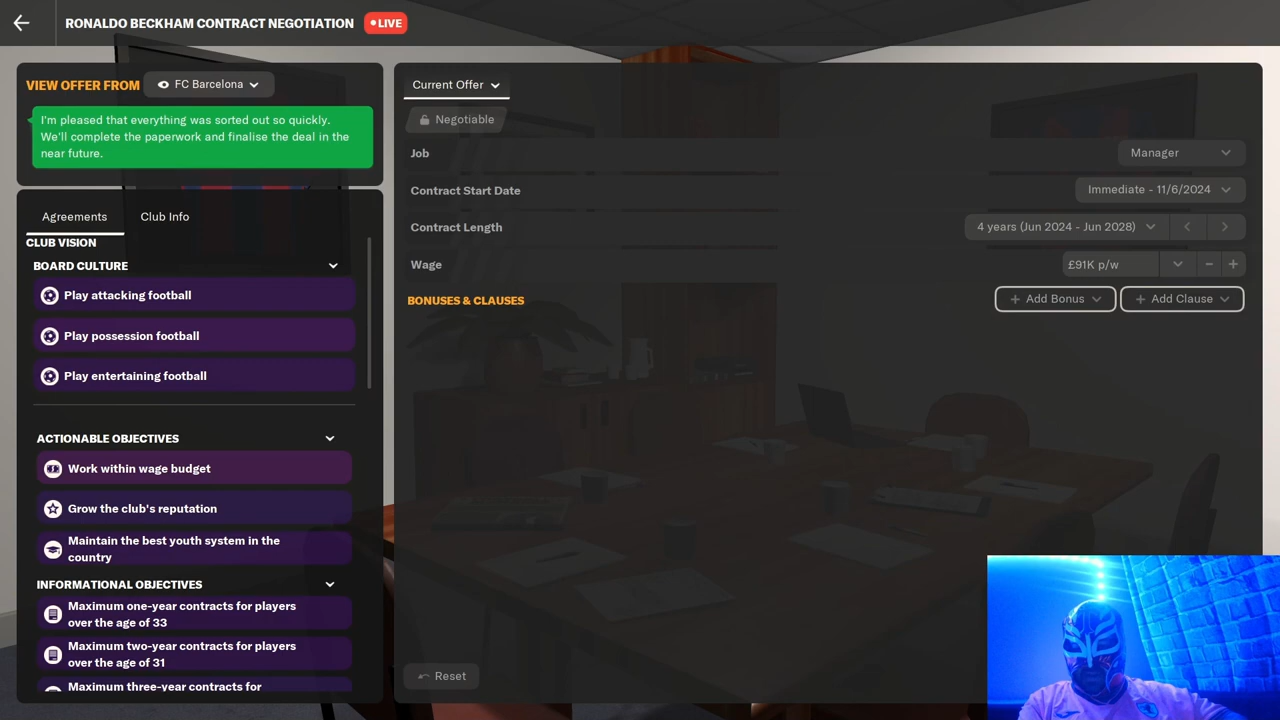 RONALDO BECKHAM CONTRACT NEGOTIATION
LIVE
VIEW OFFER FROM
FC Barcelona
I'm pleased that everything was sorted out so quickly.
We'll complete the paperwork and finalise the deal in the
near future.
Agreements
Club Info
CLUB VISION
BOARD CULTURE
Play attacking football
Play possession football
Play entertaining football
ACTIONABLE OBJECTIVES
Work within wage budget
Grow the club's reputation
Maintain the best youth system in the
country
INFORMATIONAL OBJECTIVES
Maximum one-year contracts for players
over the age of 33
Maximum two-year contracts for players
over the age of 31
Maximum three-year contracts for
Current Offer
Negotiable
Job
Manager
Contract Start Date
Immediate - 11/6/2024
Contract Length
4 years (Jun 2024 - Jun 2028)
Wage
£91K p/w
BONUSES & CLAUSES
Add Bonus
Add Clause
Reset